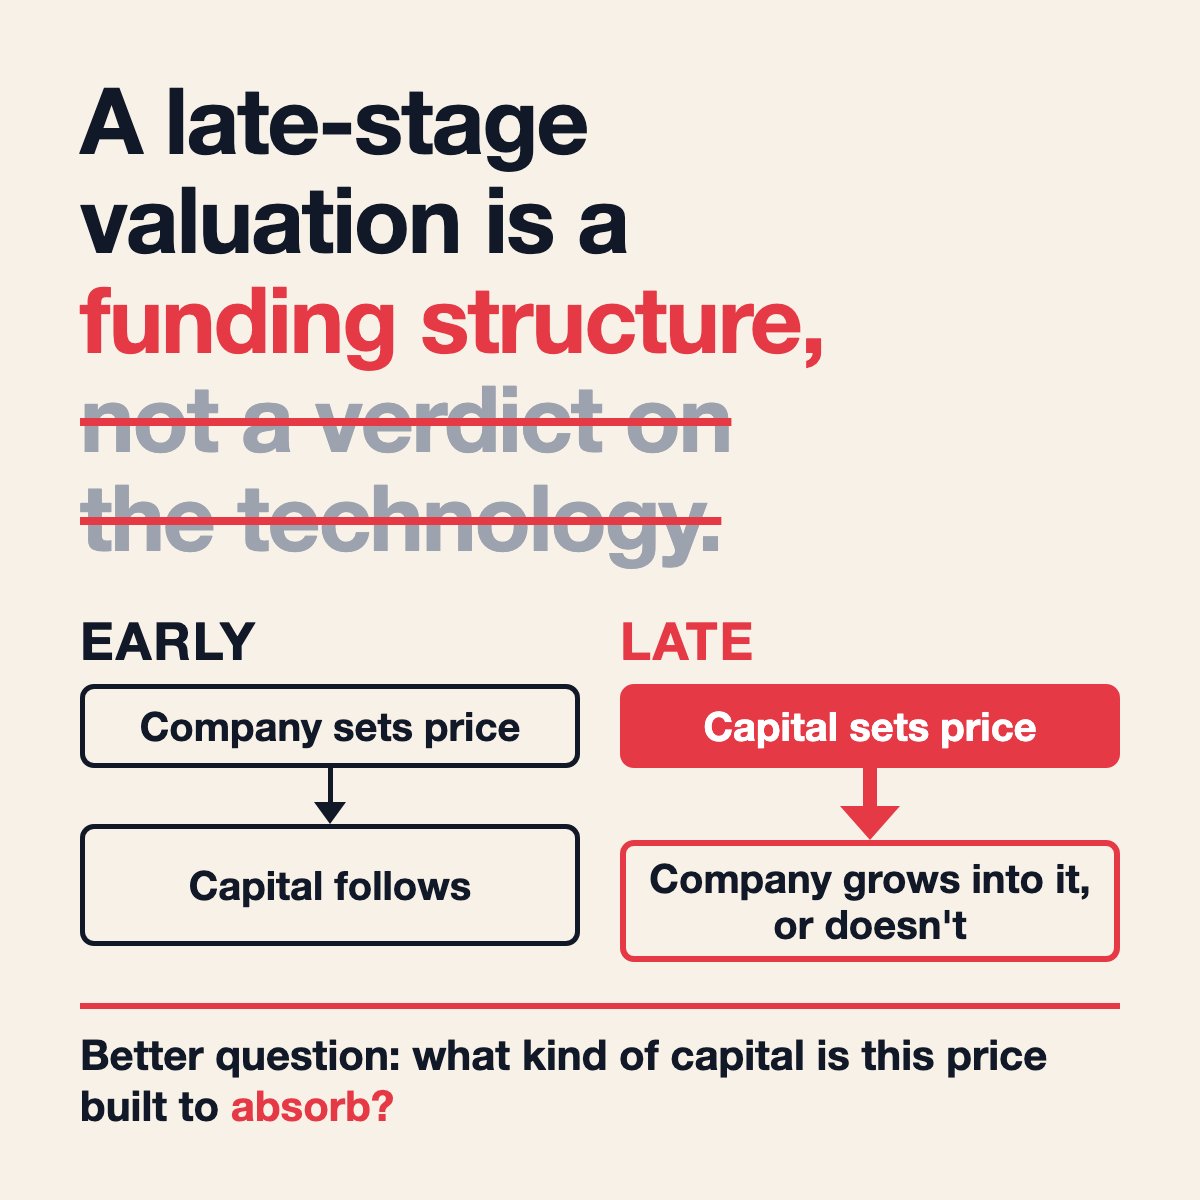 A late-stage
valuation is a
funding structure,
not a verdict on
the technology.
EARLY
Company sets price
Capital follows
LATE
Capital sets price
Company grows into it,
or doesn't
Better question: what kind of capital is this price
built to absorb?